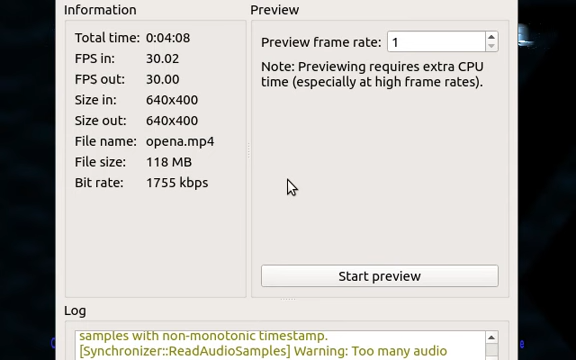 Information
Total time: 0:04:08
FPS in: 30.02
FPS out: 30.00
Size in: 640x400
Size out: 640x400
File name: opena.mp4
File size: 118 MB
Bit rate: 1755 kbps
Preview
Preview frame rate: 1
Note: Previewing requires extra CPU
time (especially at high frame rates).
Start preview
Log
samples with non-monotonic timestamp.
[Synchronizer::ReadAudioSamples] Warning: Too many audio